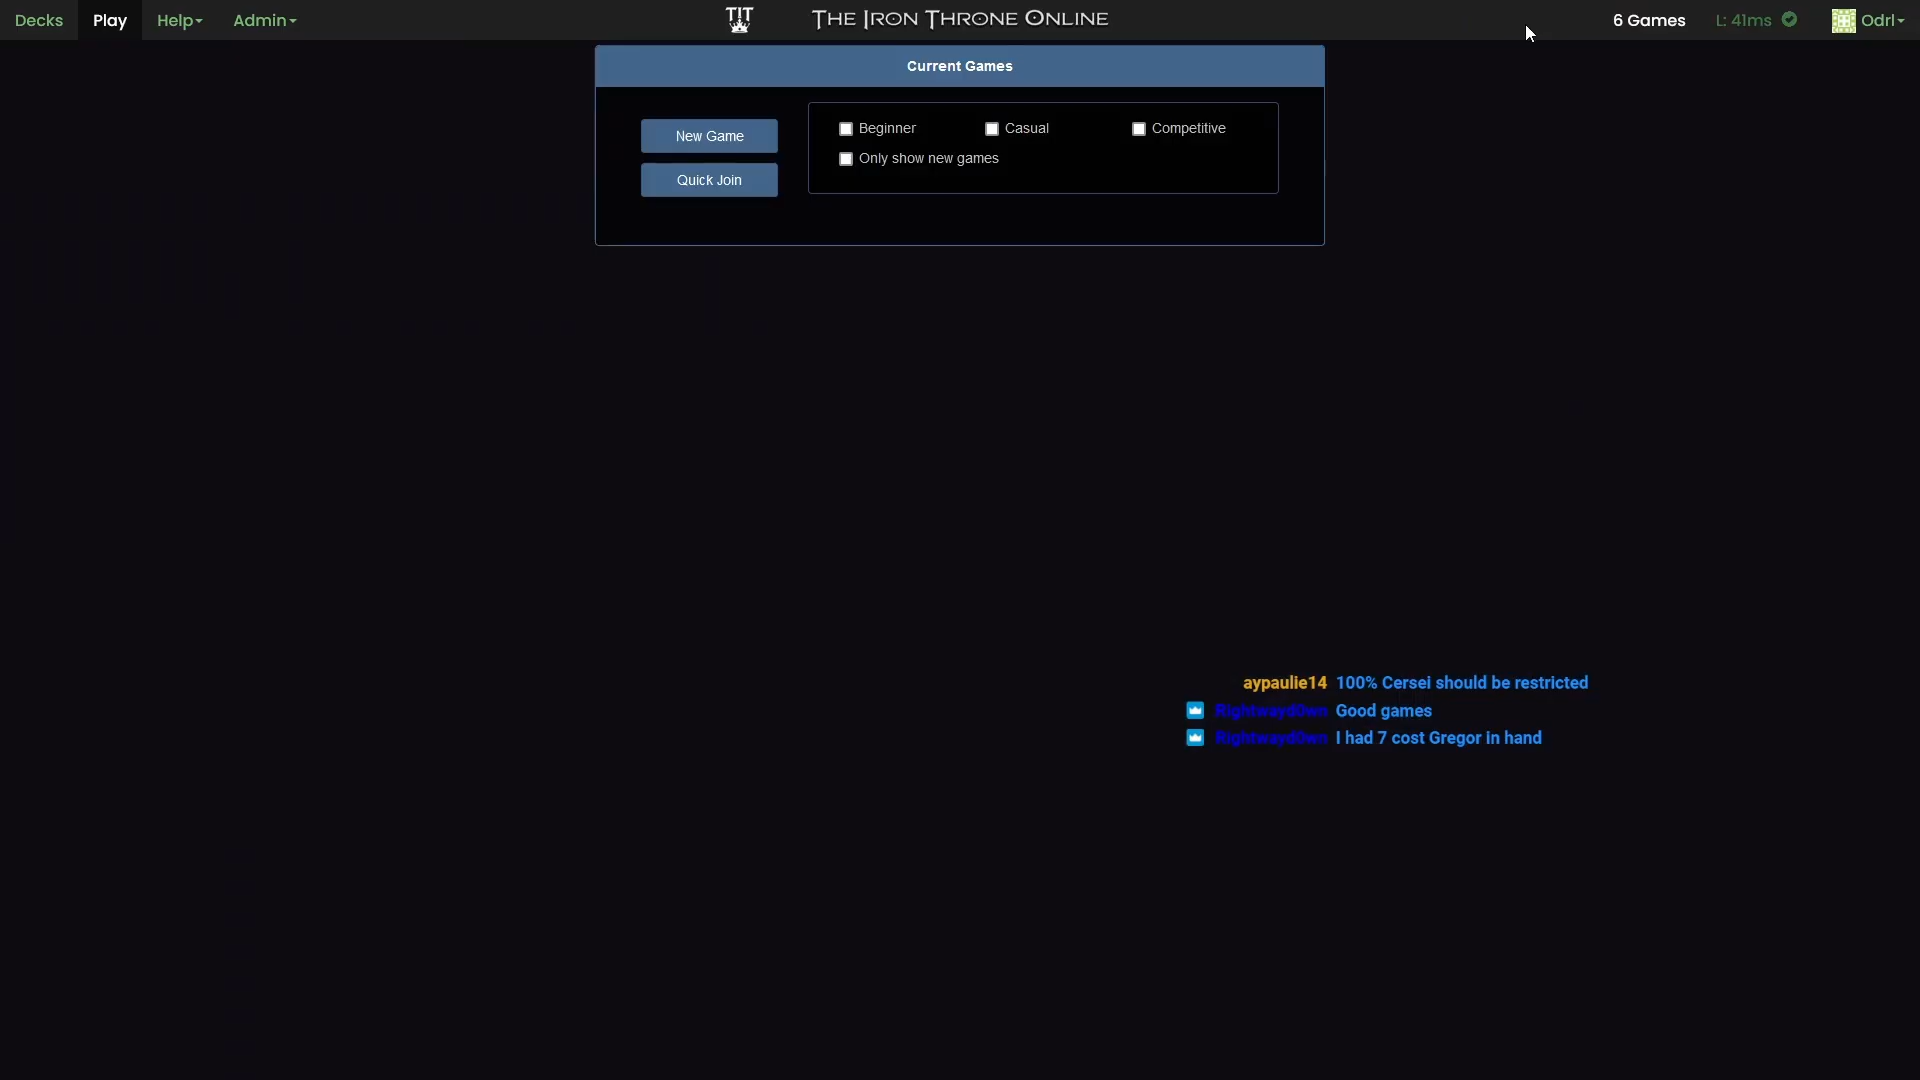 Decks Play Help Admin TIT THE IRON THRONE ONLINE 6 Games L: 41ms Odrl
Current Games
New Game
Quick Join
Beginner Casual Competitive
Only show new games
aypaulie14 100% Cersei should be restricted
Rightwayd0wn Good games
Rightwayd0wn I had 7 cost Gregor in hand